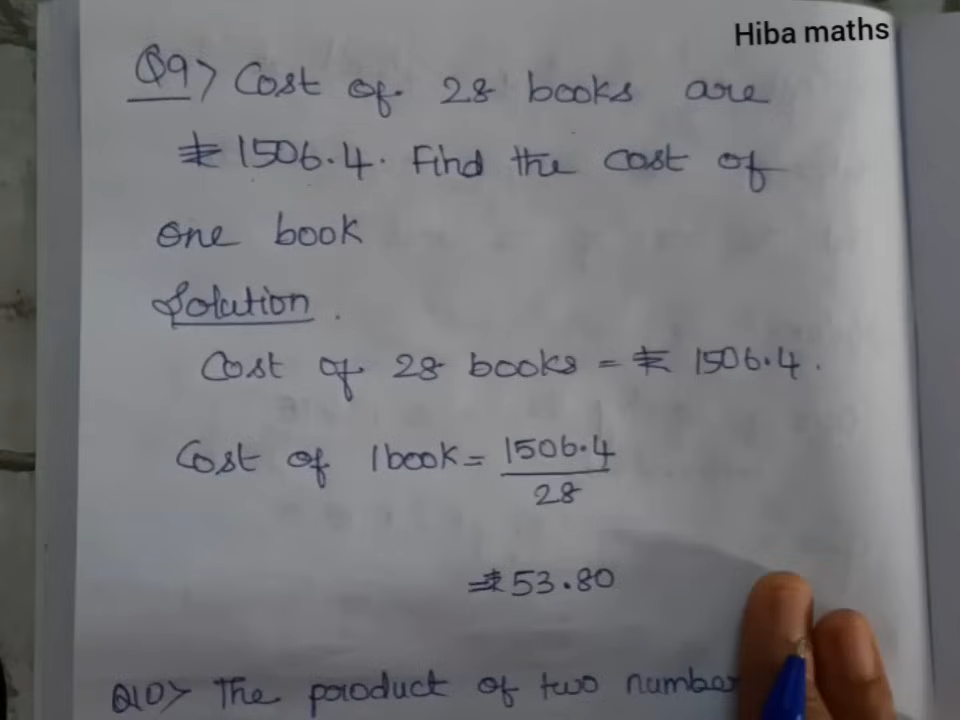 Hiba maths
Q9> Cost of 28 books are
₹ 1506.4. Find the cost of
one book
Solution.
Cost of 28 books = ₹ 1506.4.
Cost of 1 book = 1506.4
28
=₹ 53.80
Q10> The product of two number